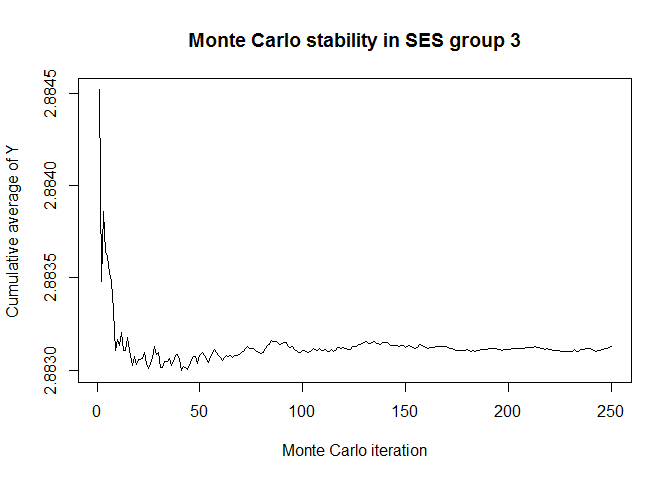 Monte Carlo stability in SES group 3
Cumulative average of Y
2.8845
2.8840
2.8835
2.8830
0 50 100 150 200 250
Monte Carlo iteration